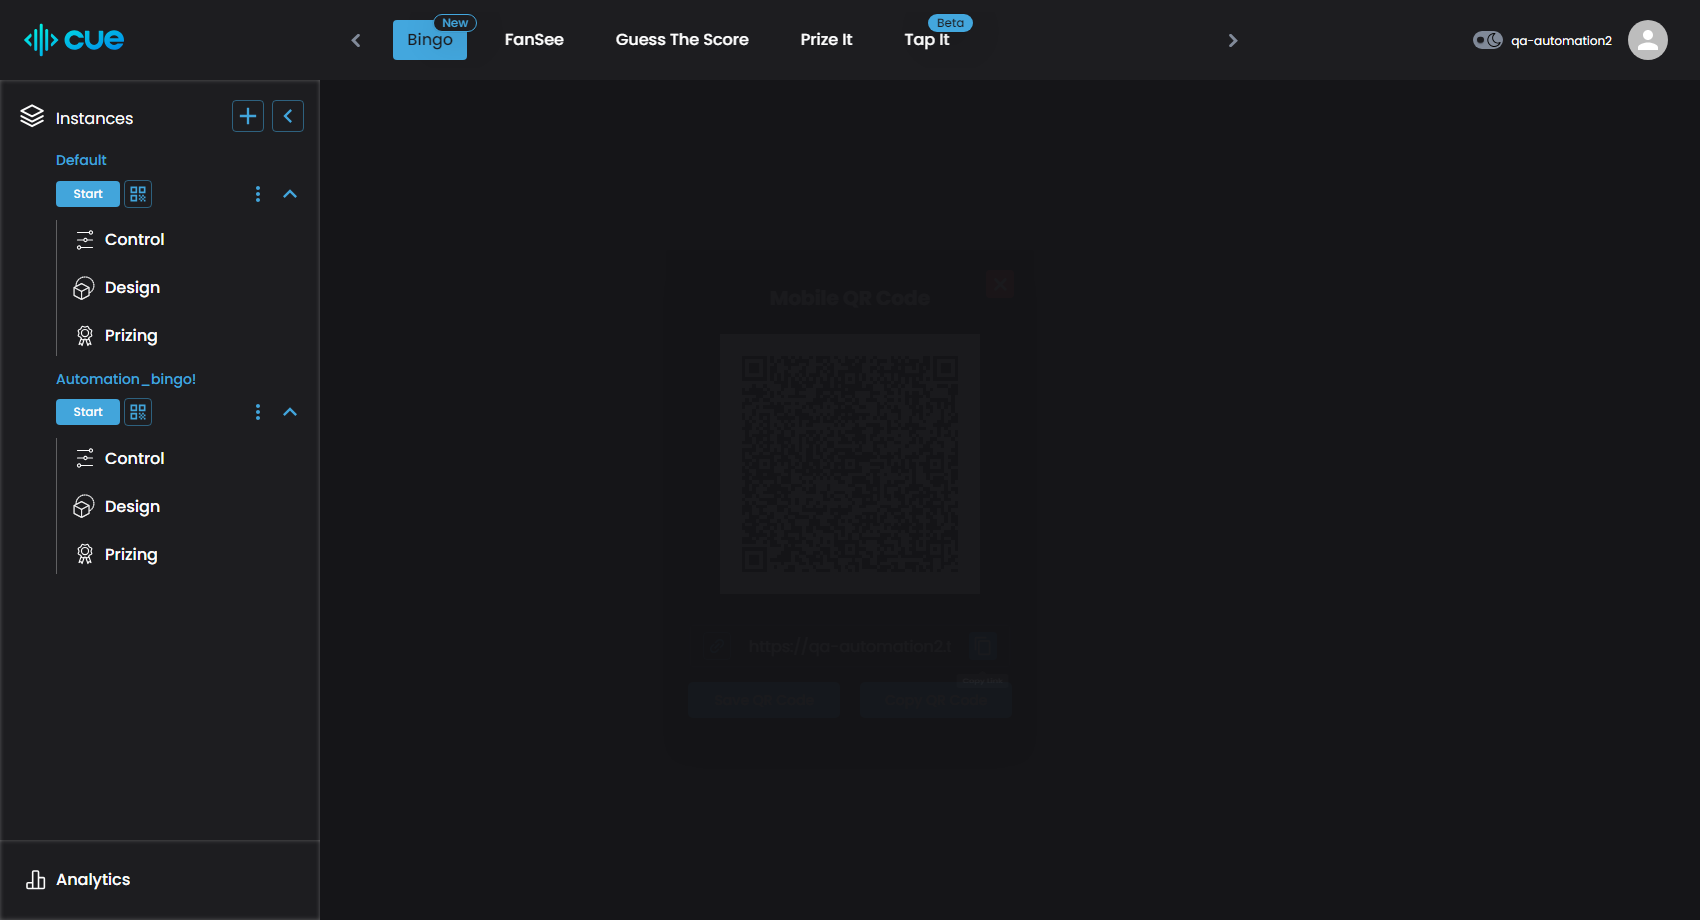 cue
Bingo
New
FanSee
Guess The Score
Prize It
Tap It
Beta
qa-automation2
Instances
Default
Start
Control
Design
Prizing
Automation_bingo!
Start
Control
Design
Prizing
Analytics
Mobile QR Code
https://qa-automation2.f